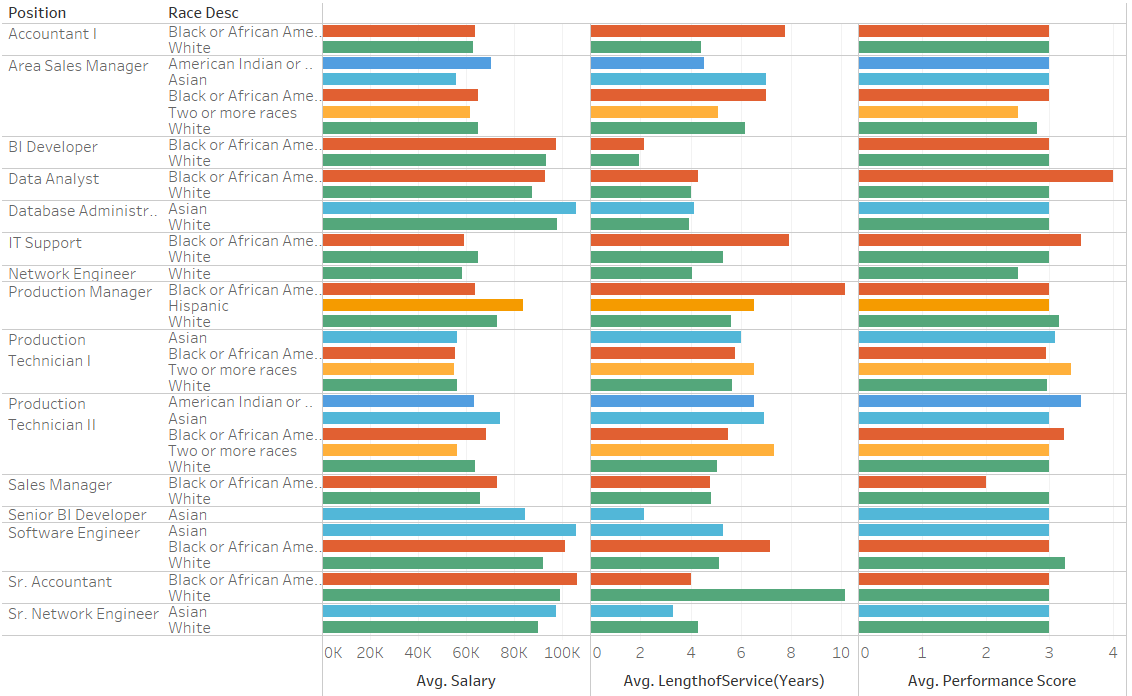 Position Race Desc
Accountant I Black or African Ame..
White
Area Sales Manager American Indian or ..
Asian
Black or African Ame..
Two or more races
White
BI Developer Black or African Ame..
White
Data Analyst Black or African Ame..
White
Database Administr.. Asian
White
IT Support Black or African Ame..
White
Network Engineer White
Production Manager Black or African Ame..
Hispanic
White
Production Asian
Technician I Black or African Ame..
Two or more races
White
Production American Indian or ..
Technician II Asian
Black or African Ame..
Two or more races
White
Sales Manager Black or African Ame..
White
Senior BI Developer Asian
Software Engineer Asian
Black or African Ame..
White
Sr. Accountant Black or African Ame..
White
Sr. Network Engineer Asian
White
0K 20K 40K 60K 80K 100K 0 2 4 6 8 10 0 1 2 3 4
Avg. Salary Avg. LengthofService(Years) Avg. Performance Score